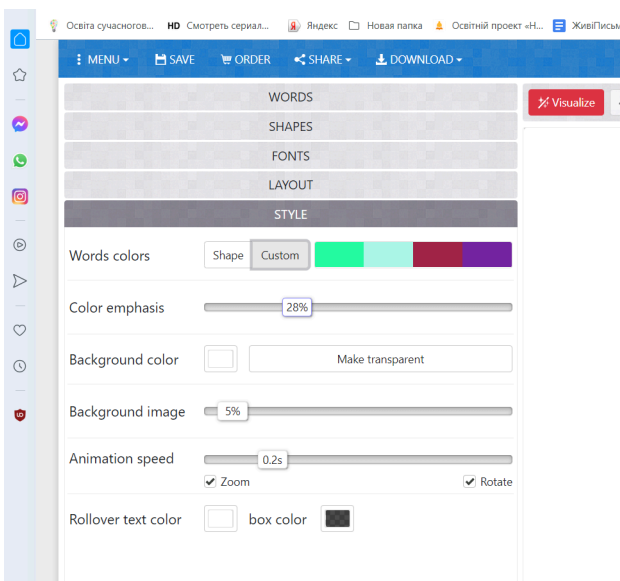 Освіта сучасногов... HD Смотреть сериал... Яндекс Новая папка Освітній проект «Н... ЖивіПисьм
MENU SAVE ORDER SHARE DOWNLOAD
WORDS
Visualize
SHAPES
FONTS
LAYOUT
STYLE
Words colors Shape Custom
Color emphasis 28%
Background color Make transparent
Background image 5%
Animation speed 0.2s
Zoom Rotate
Rollover text color box color